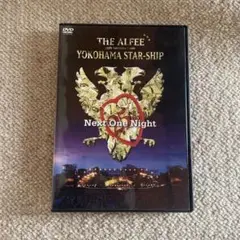 DVD
THE ALFEE
YOKOHAMA STAR-SHIP
Next One Night